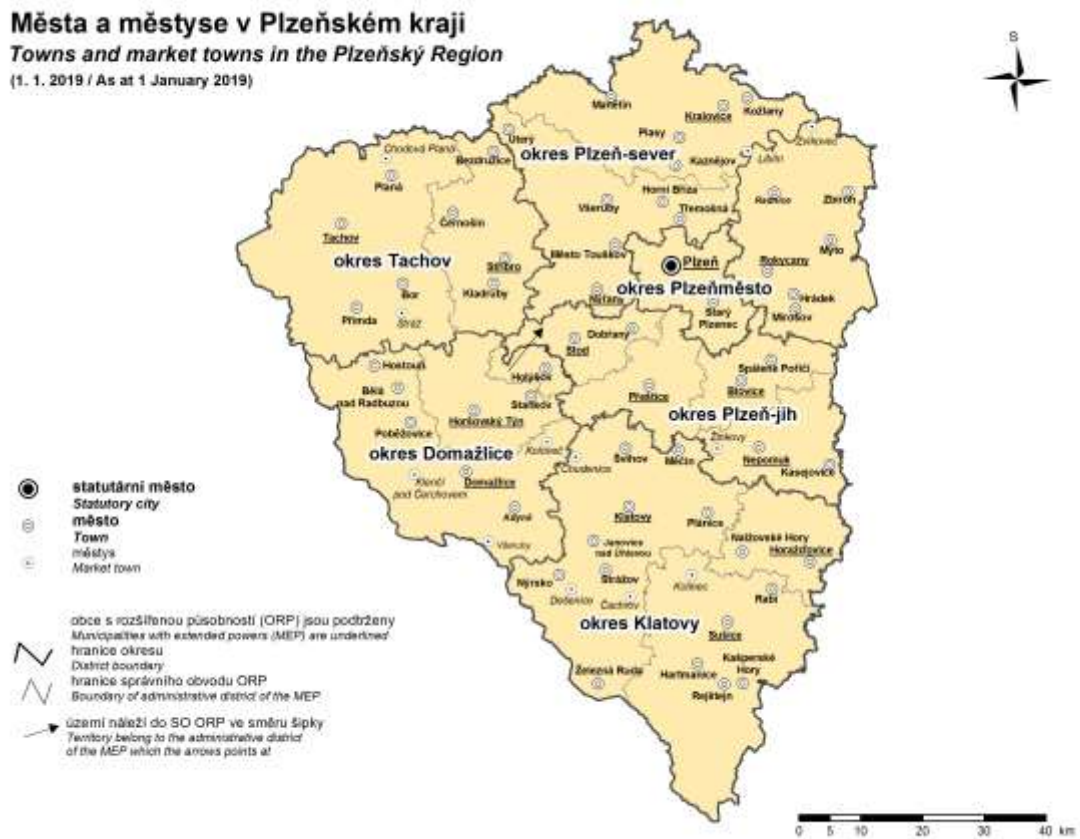 Města a městyse v Plzeňském kraji
Towns and market towns in the Plzeňský Region
(1. 1. 2019 / As at 1 January 2019)
S
Manětín
Kralovice
Kožlany
Plasy
Zvíkovec
Úterý
Chodová Planá
Bezdružice
okres Plzeň-sever
Kaznějov
Liblín
Planá
Horní Bříza
Všeruby
Třemošná
Radnice
Zbiroh
Černošín
Tachov
Město Touškov
Mýto
okres Tachov
Stříbro
Plzeň
Rokycany
okres Plzeňměsto
Bor
Kladruby
Nýřany
Hrádek
Přimda
Stráž
Starý
Plzenec
Mirošov
Dobřany
Stod
Hostouň
Holýšov
Spálené Poříčí
Bělá
nad Radbuzou
Staňkov
Přeštice
Blovice
Horšovský Týn
okres Plzeň-jih
Poběžovice
Koloveč
Žinkovy
okres Domažlice
Chudenice
Švihov
Měčín
Nepomuk
Kasejovice
Klenčí
pod Čerchovem
Domažlice
statutární město
Statutory city
město
Town
městys
Market town
Kdyně
Klatovy
Plánice
Všeruby
Janovice
nad Úhlavou
Nalžovské Hory
Horažďovice
Nýrsko
Strážov
Kolinec
Dešenice
Čachrov
Rabí
okres Klatovy
Sušice
Kašperské
Hory
Železná Ruda
Hartmanice
Rejštejn
obce s rozšířenou působností (ORP) jsou podtrženy
Municipalities with extended powers (MEP) are underlined
hranice okresu
District boundary
hranice správního obvodu ORP
Boundary of administrative district of the MEP
území náleží do SO ORP ve směru šipky
Territory belong to the administrative district
of the MEP which the arrows points at
0 5 10 20 30 40 km